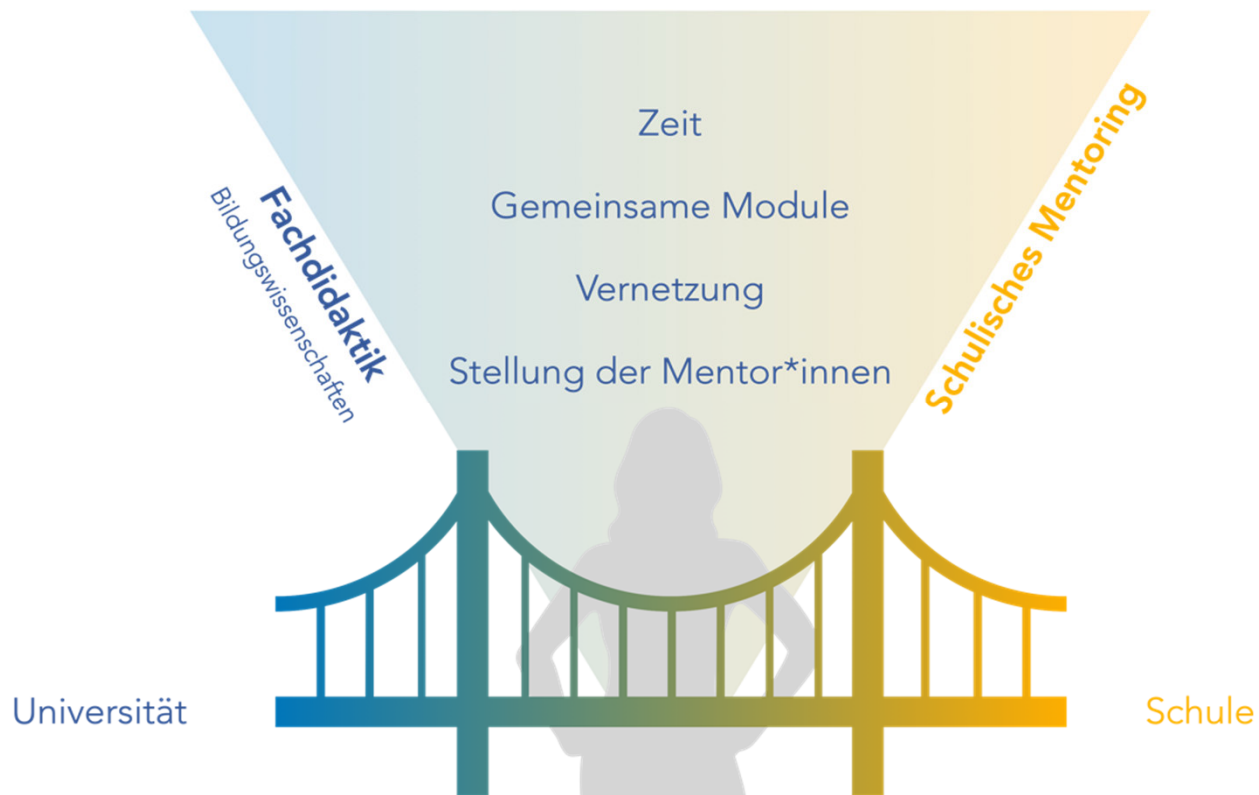 Zeit
Gemeinsame Module
Vernetzung
Stellung der Mentor*innen
Fachdidaktik
Bildungswissenschaften
Schulisches Mentoring
Universität
Schule